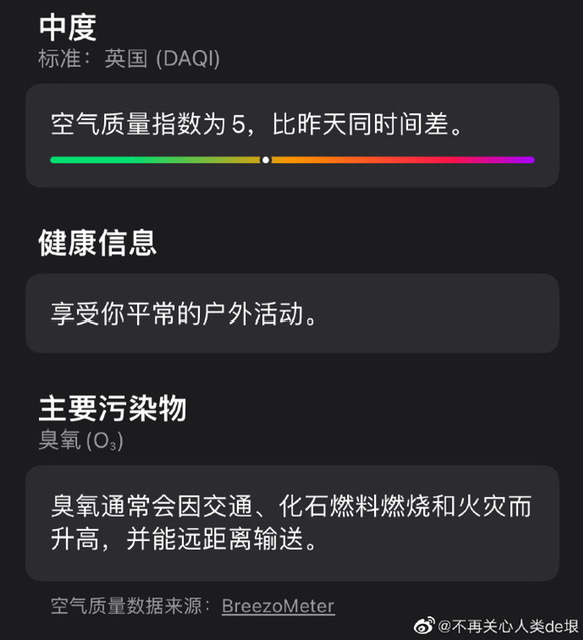 中度
标准：英国 (DAQI)
空气质量指数为 5，比昨天同时间差。
健康信息
享受你平常的户外活动。
主要污染物
臭氧 (O₃)
臭氧通常会因交通、化石燃料燃烧和火灾而
升高，并能远距离输送。
空气质量数据来源：BreezoMeter
@不再关心人类de垠